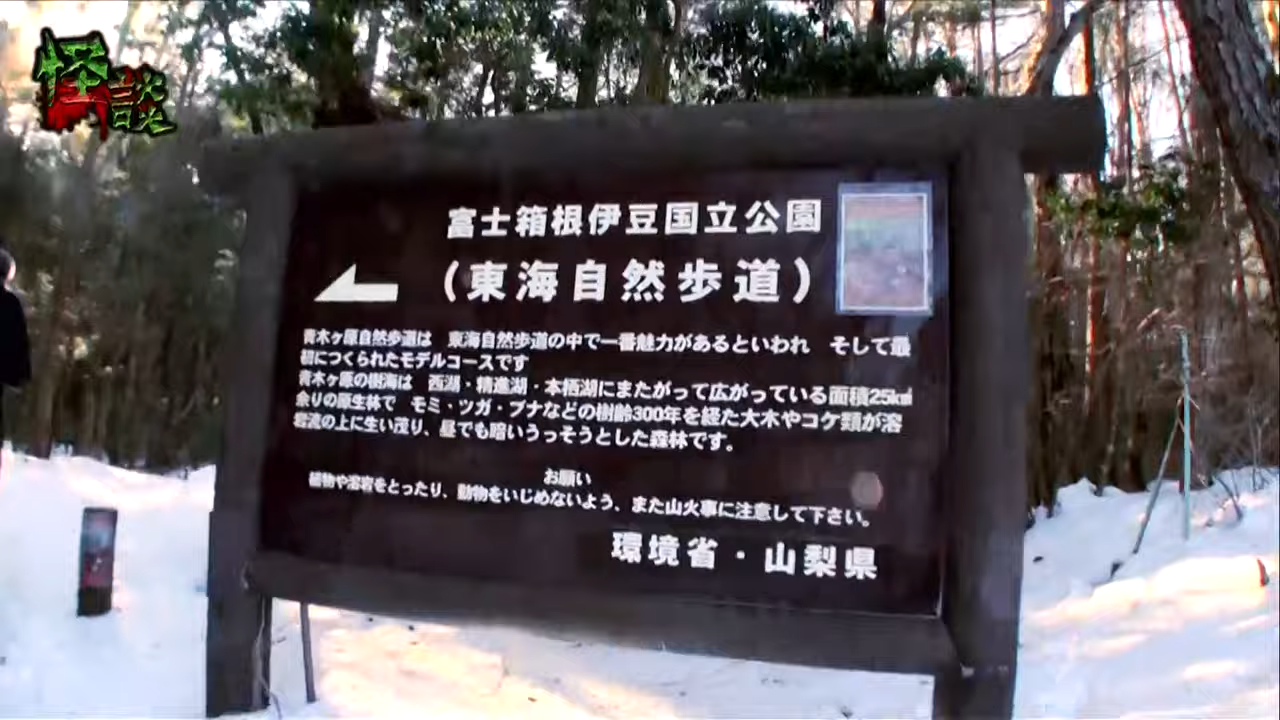 怪談
富士箱根伊豆国立公園
(東海自然歩道)
青木ヶ原自然歩道は 東海自然歩道の中で一番魅力があるといわれ そして最
初につくられたモデルコースです
青木ヶ原の樹海は 西湖・精進湖・本栖湖にまたがって広がっている面積25k㎡
余りの原生林で モミ・ツガ・ブナなどの樹齢300年を経た大木やコケ類が溶
岩流の上に生い茂り、昼でも暗いうっそうとした森林です。
お願い
植物や溶岩をとったり、動物をいじめないよう、また山火事に注意して下さい。
環境省・山梨県